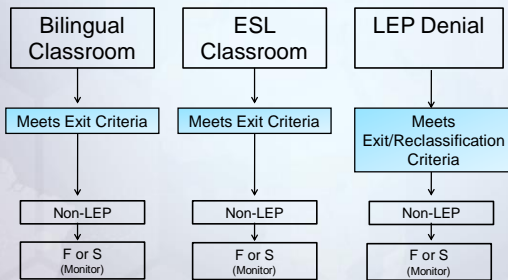 Bilingual
Classroom
ESL
Classroom
LEP Denial
Meets Exit Criteria
Meets Exit Criteria
Meets
Exit/Reclassification
Criteria
Non-LEP
Non-LEP
Non-LEP
F or S
(Monitor)
F or S
(Monitor)
F or S
(Monitor)